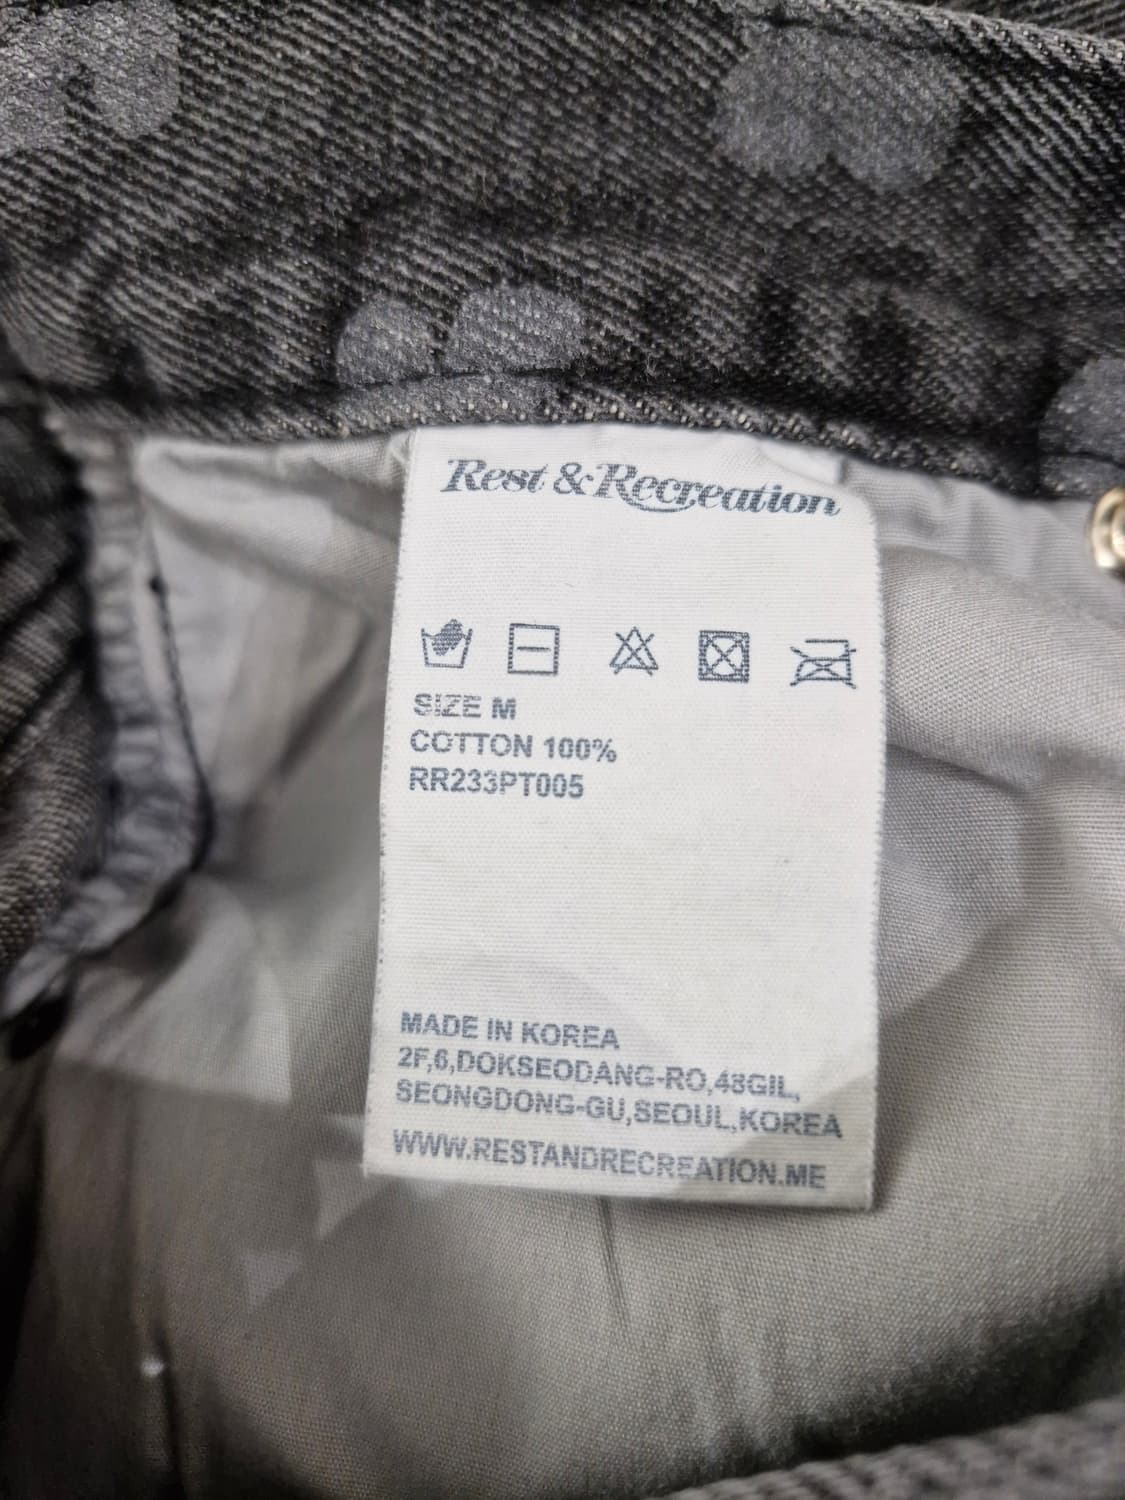 Rest & Recreation
SIZE M
COTTON 100%
RR233PT005
MADE IN KOREA
2F,6,DOKSEODANG-RO,48GIL,
SEONGDONG-GU,SEOUL,KOREA
WWW.RESTANDRECREATION.ME